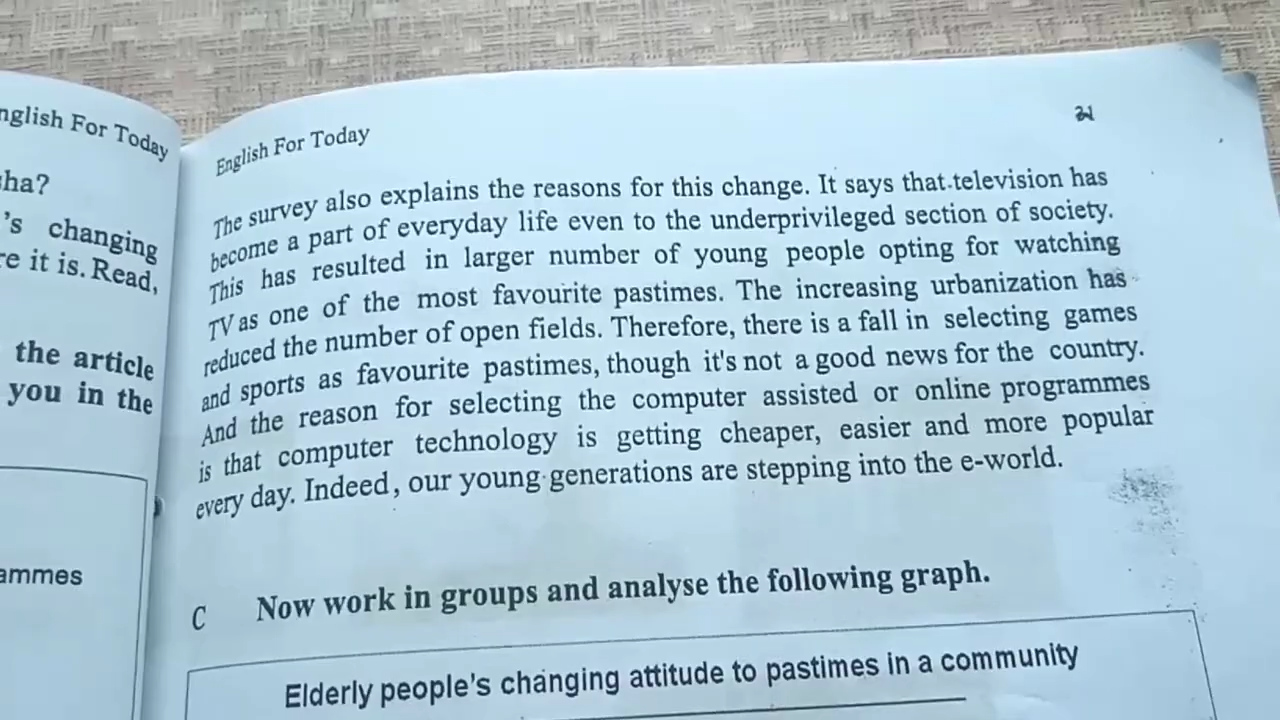 nglish For Today
ha?
's changing
e it is. Read,
the article
you in the
ammes
English For Today
21
The survey also explains the reasons for this change. It says that television has
become a part of everyday life even to the underprivileged section of society.
This has resulted in larger number of young people opting for watching
TV as one of the most favourite pastimes. The increasing urbanization has
reduced the number of open fields. Therefore, there is a fall in selecting games
and sports as favourite pastimes, though it's not a good news for the country.
And the reason for selecting the computer assisted or online programmes
is that computer technology is getting cheaper, easier and more popular
every day. Indeed, our young generations are stepping into the e-world.
C Now work in groups and analyse the following graph.
Elderly people's changing attitude to pastimes in a community